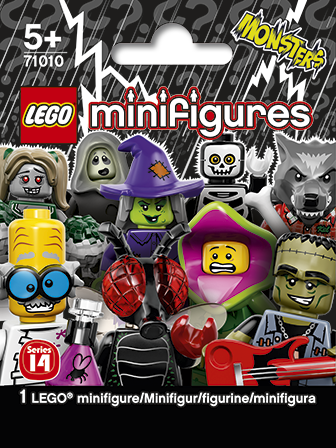 5+
71010
MONSTERS
LEGO
minifigures
Series
14
1 LEGO® minifigure/Minifigur/figurine/minifigura